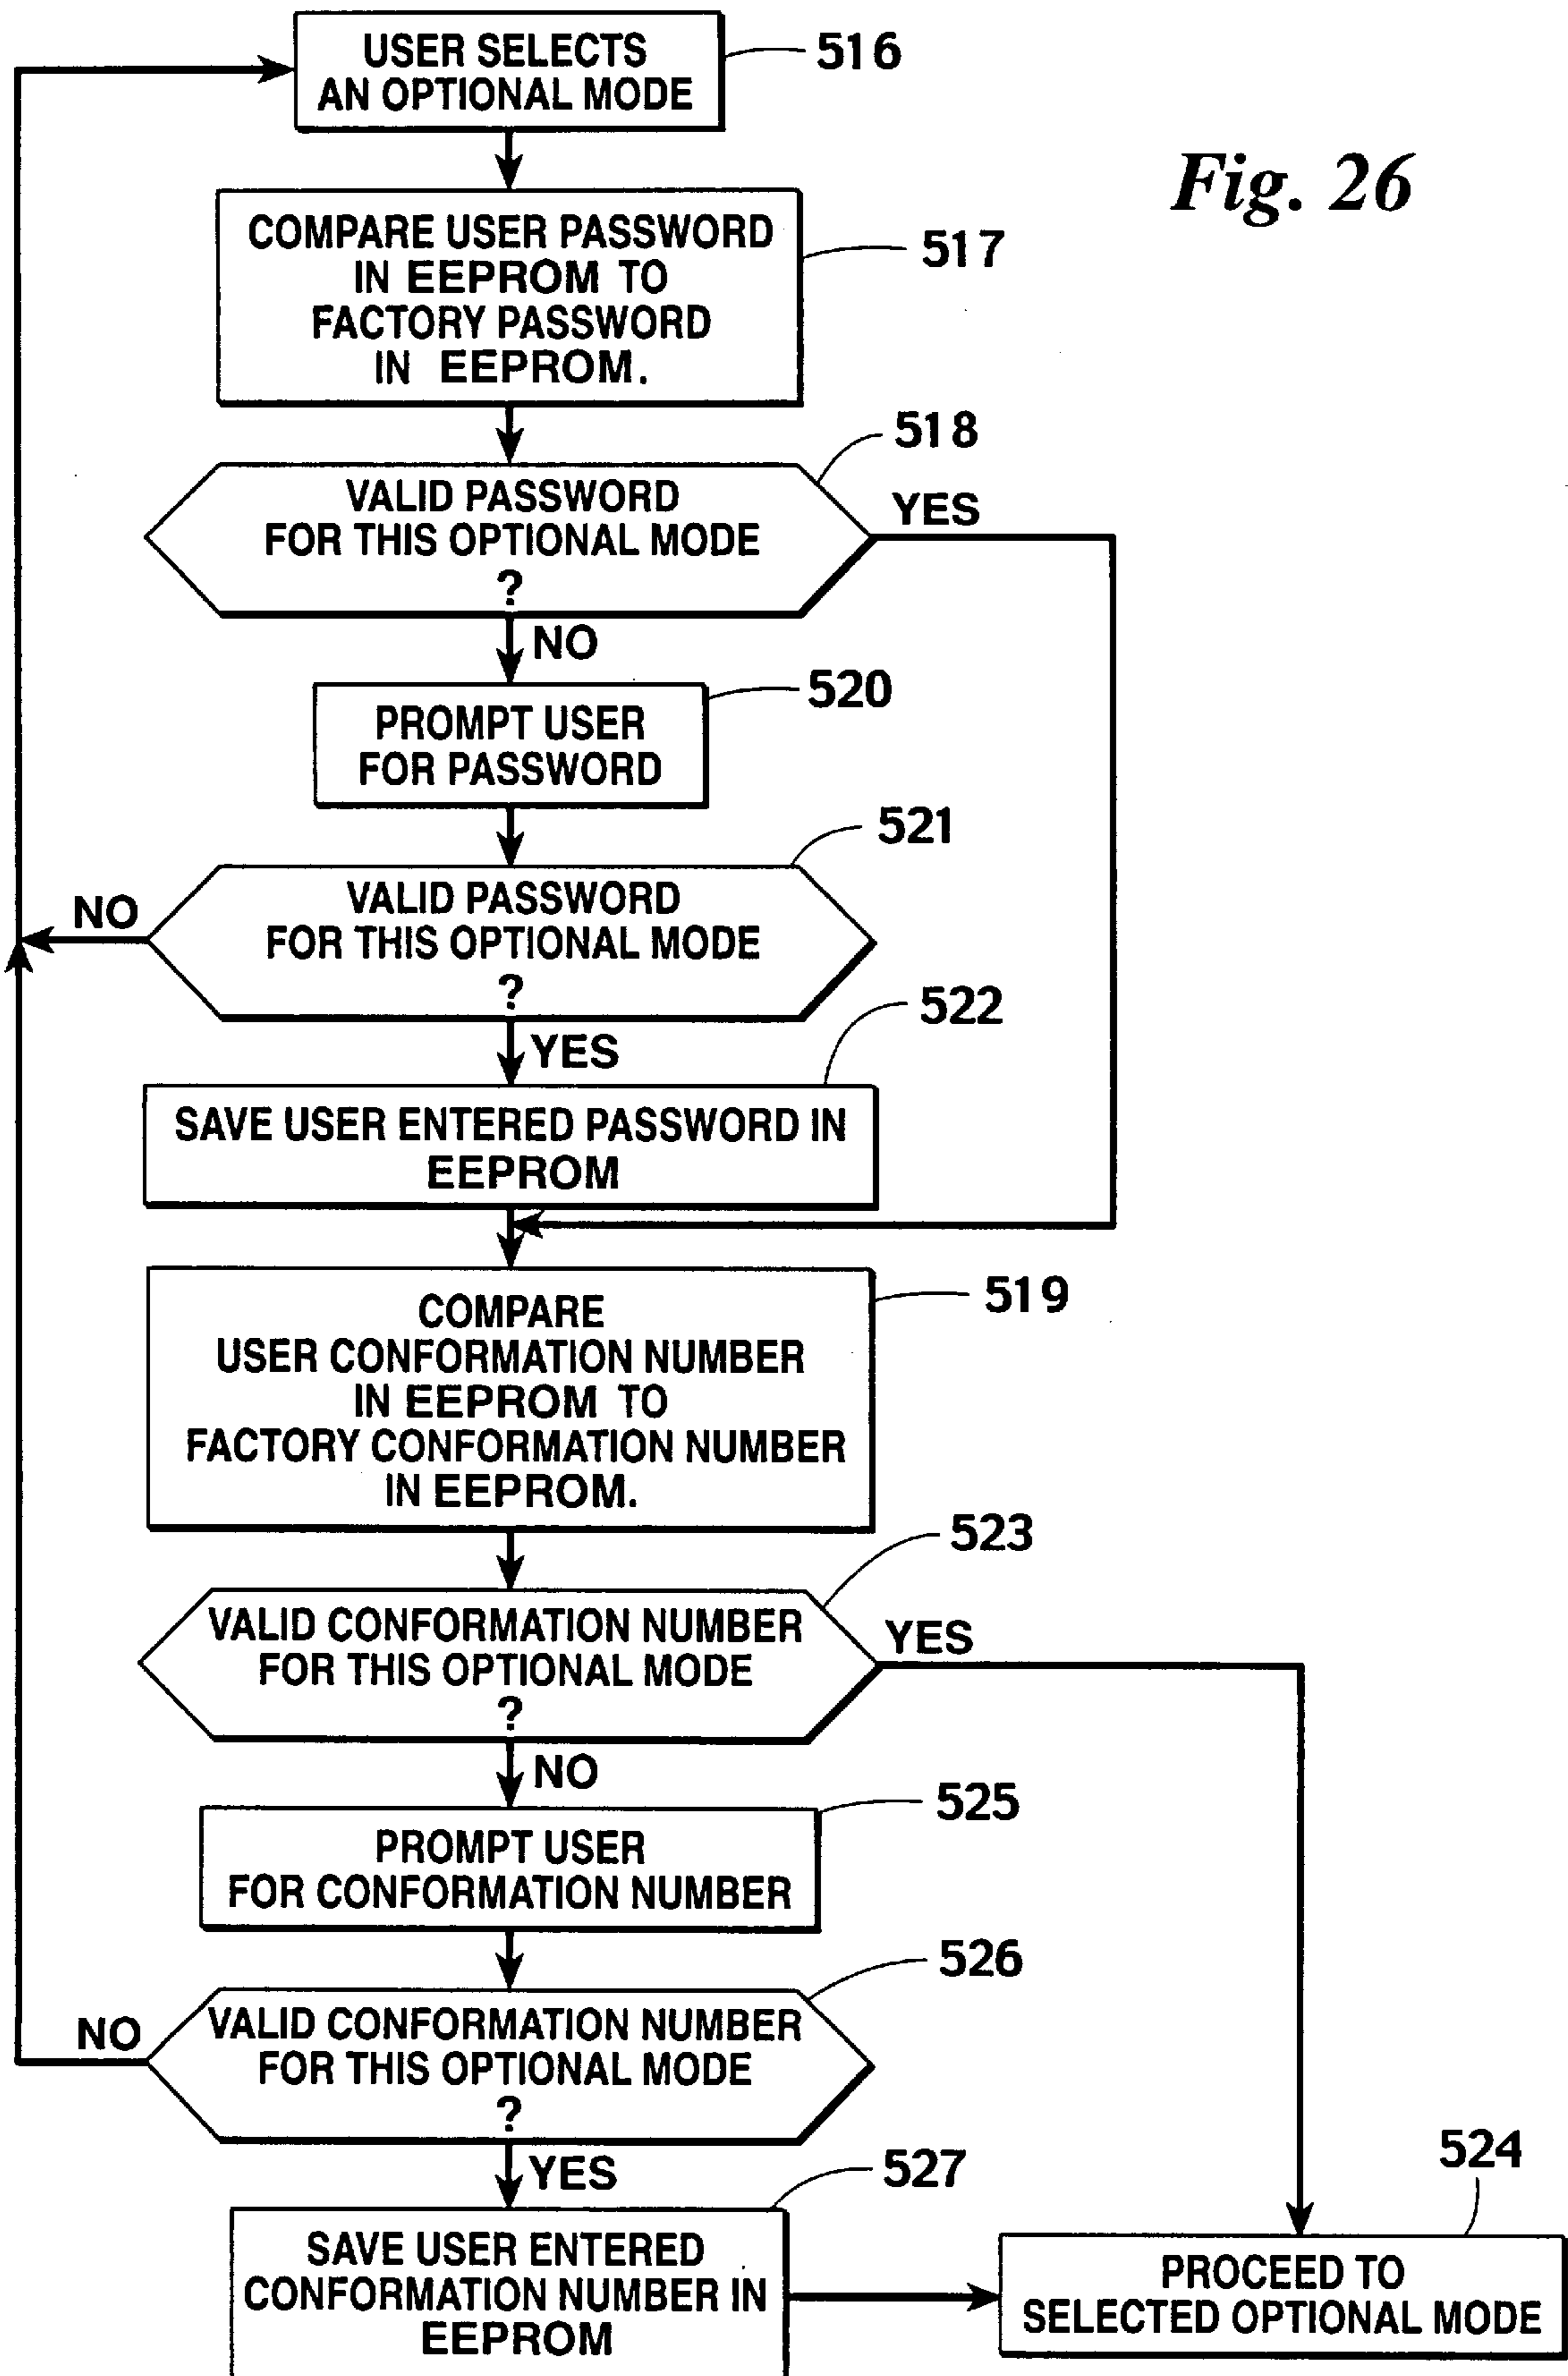 USER SELECTS
AN OPTIONAL MODE
516
Fig. 26
COMPARE USER PASSWORD
IN EEPROM TO
FACTORY PASSWORD
IN EEPROM.
517
518
VALID PASSWORD
FOR THIS OPTIONAL MODE
?
YES
NO
520
PROMPT USER
FOR PASSWORD
521
VALID PASSWORD
FOR THIS OPTIONAL MODE
?
NO
522
YES
SAVE USER ENTERED PASSWORD IN
EEPROM
519
COMPARE
USER CONFORMATION NUMBER
IN EEPROM TO
FACTORY CONFORMATION NUMBER
IN EEPROM.
523
VALID CONFORMATION NUMBER
FOR THIS OPTIONAL MODE
?
YES
NO
525
PROMPT USER
FOR CONFORMATION NUMBER
526
VALID CONFORMATION NUMBER
FOR THIS OPTIONAL MODE
?
NO
YES
527
SAVE USER ENTERED
CONFORMATION NUMBER IN
EEPROM
524
PROCEED TO
SELECTED OPTIONAL MODE